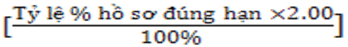 [Tỷ lệ % hồ sơ đúng hạn ×2.00
100%]